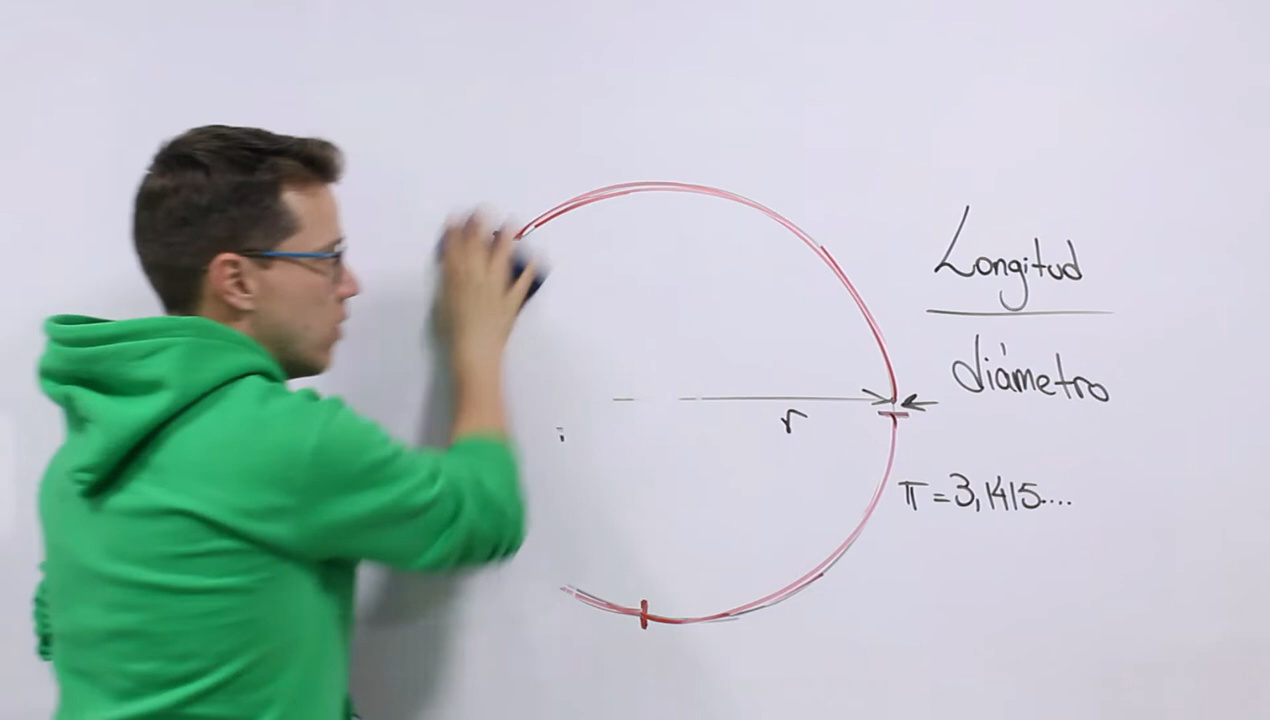 Longitud
diámetro
r
π = 3,1415....